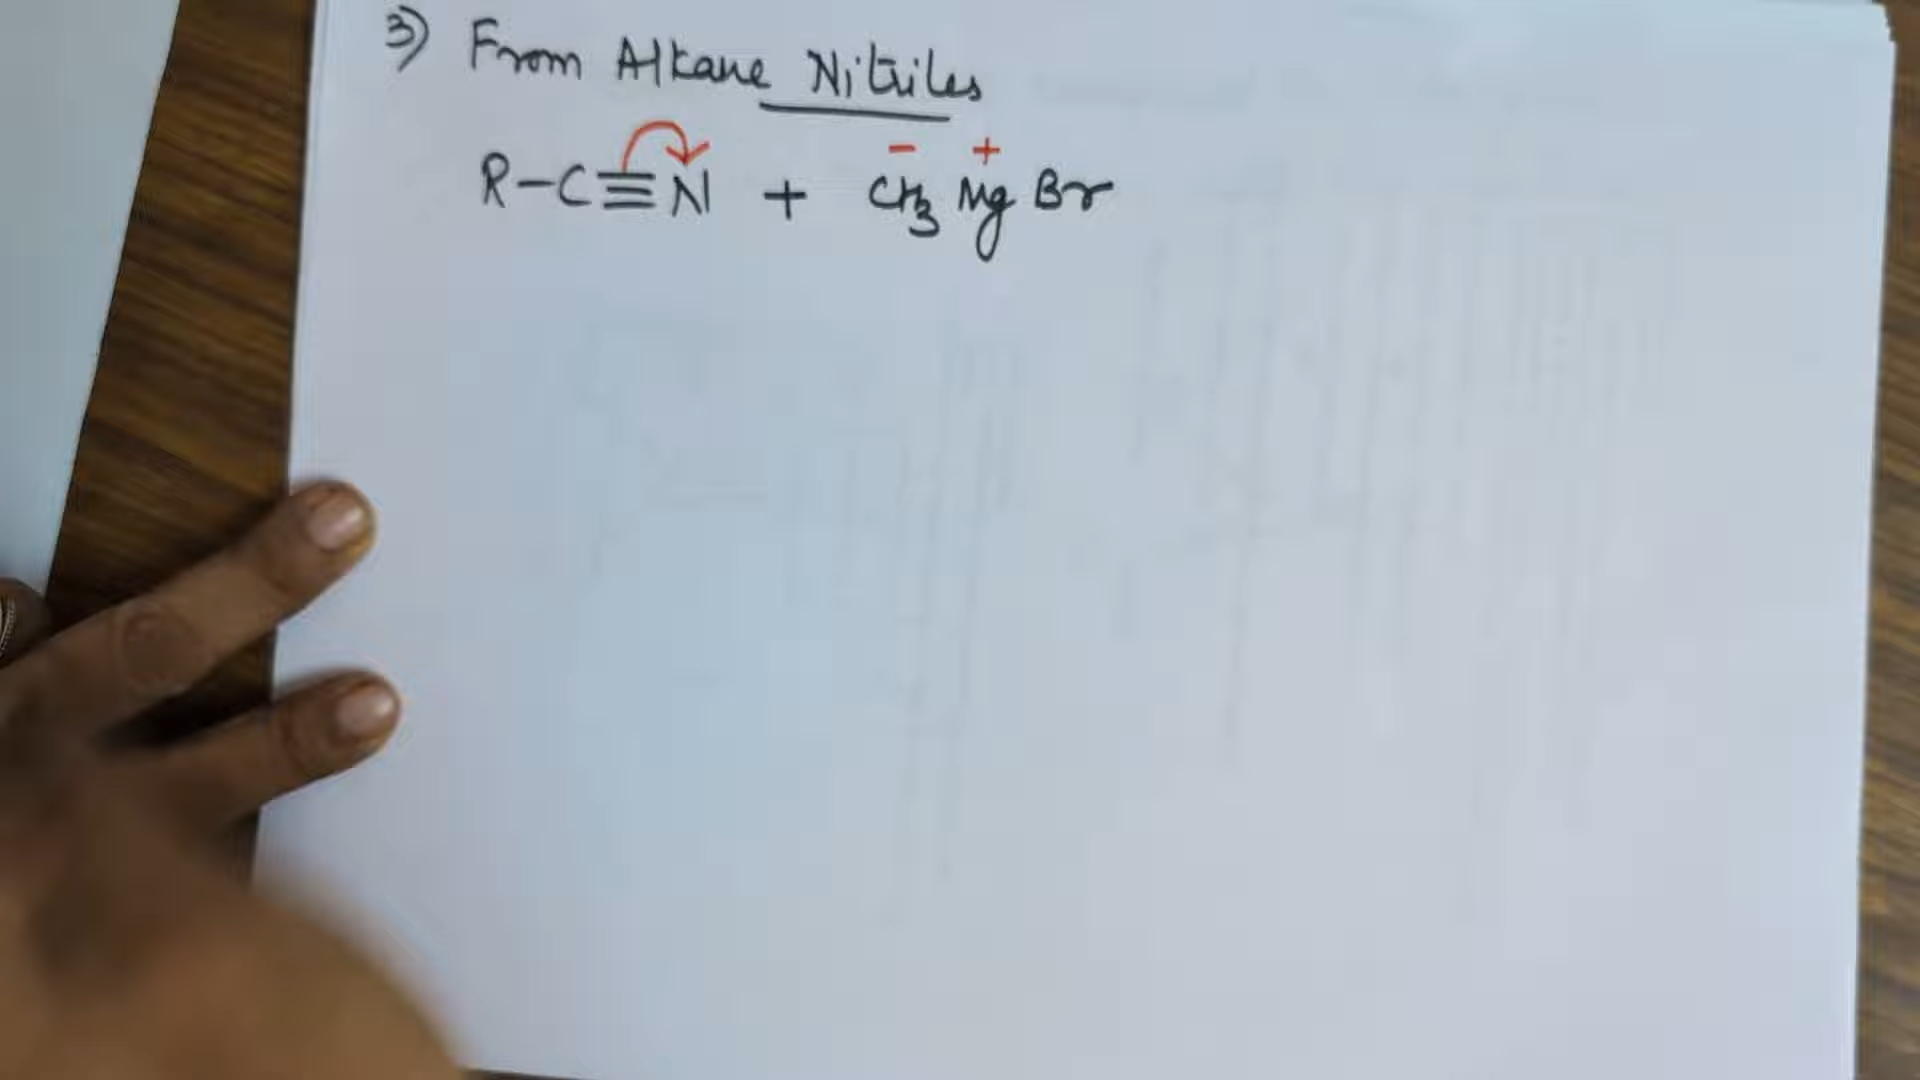 3) From Alkane Nitriles
R-C≡N + CH3 Mg Br
- +